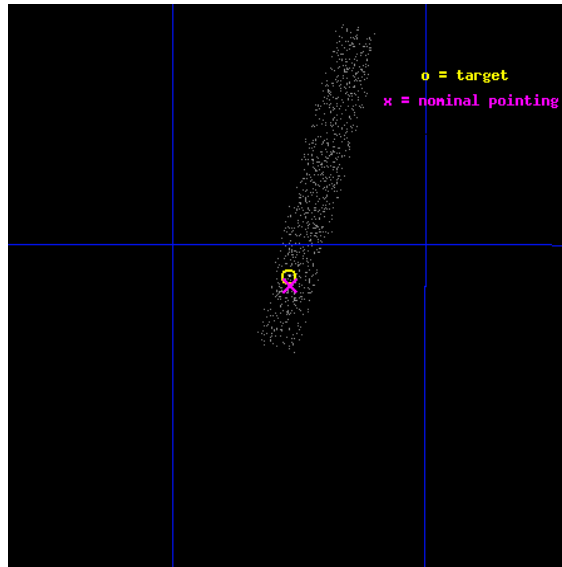 o = target
x = nominal pointing